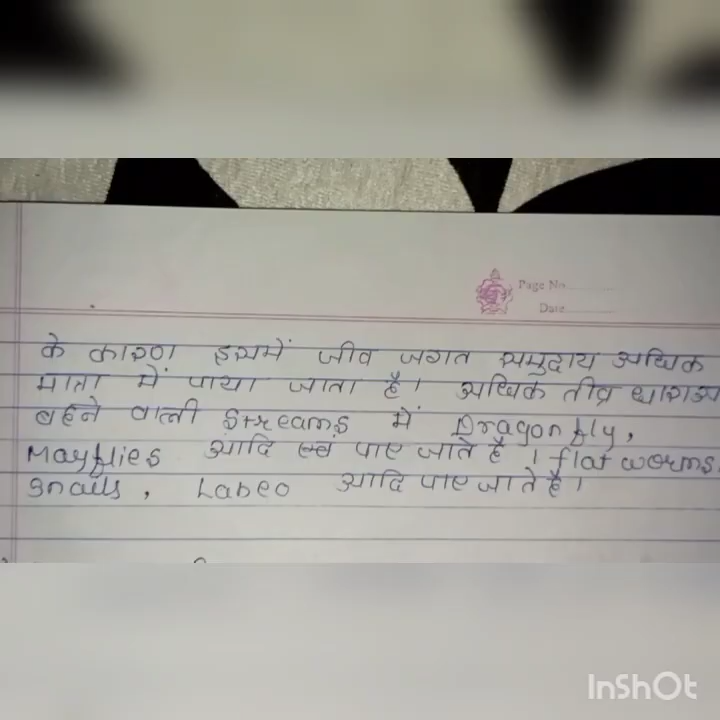 Page No.
Date
के कारण इसमें जीव जगत समुदाय अधिक
मात्रा में पाया जाता है। अधिक तीव्र
बहने वाली streams में Dragonfly,
Mayflies आदि एवं पाए जाते है। flat worms,
Snails, Labeo आदि पाए जाते है।
InShOt